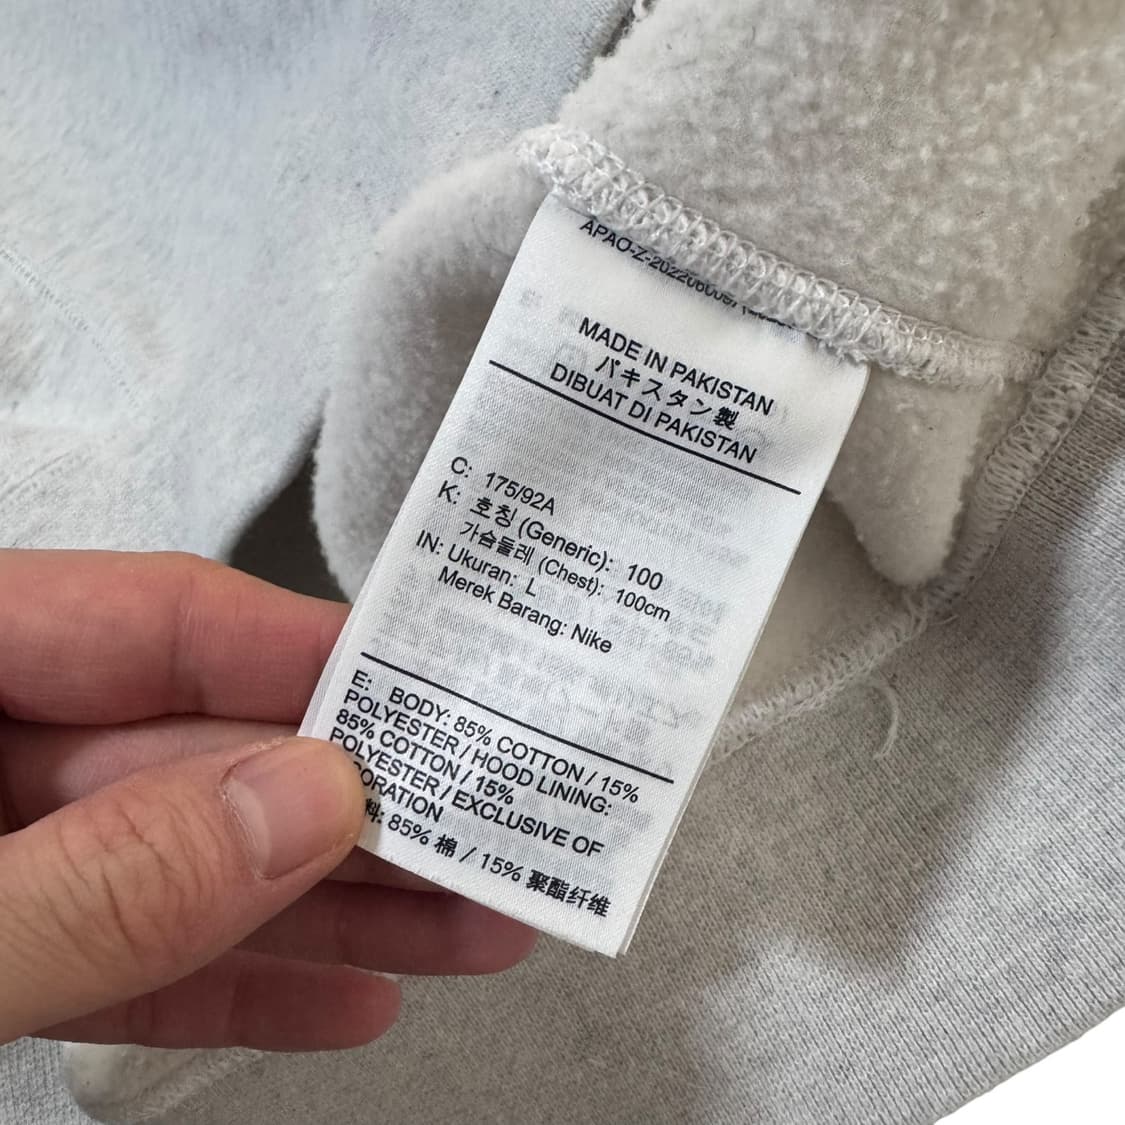 MADE IN PAKISTAN
パキスタン製
DIBUAT DI PAKISTAN
C: 175/92A
K: 호칭 (Generic): 100
가슴둘레 (Chest): 100cm
IN: Ukuran: L
Merek Barang: Nike
E: BODY: 85% COTTON / 15%
POLYESTER / HOOD LINING:
85% COTTON / 15%
POLYESTER / EXCLUSIVE OF
料: 85% 棉 / 15% 聚酯纤维